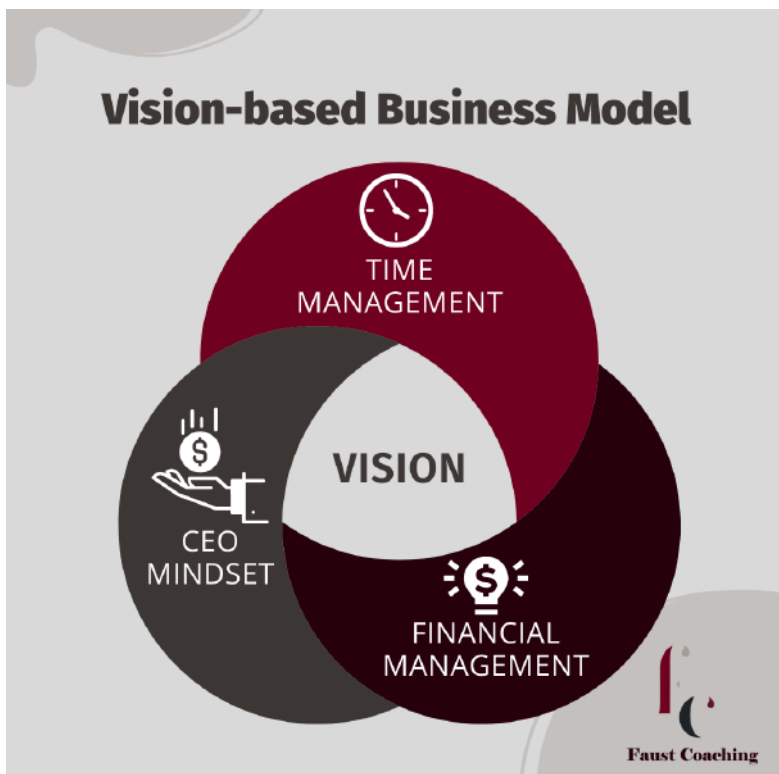 Vision-based Business Model
TIME
MANAGEMENT
VISION
CEO
MINDSET
FINANCIAL
MANAGEMENT
fc
Faust Coaching